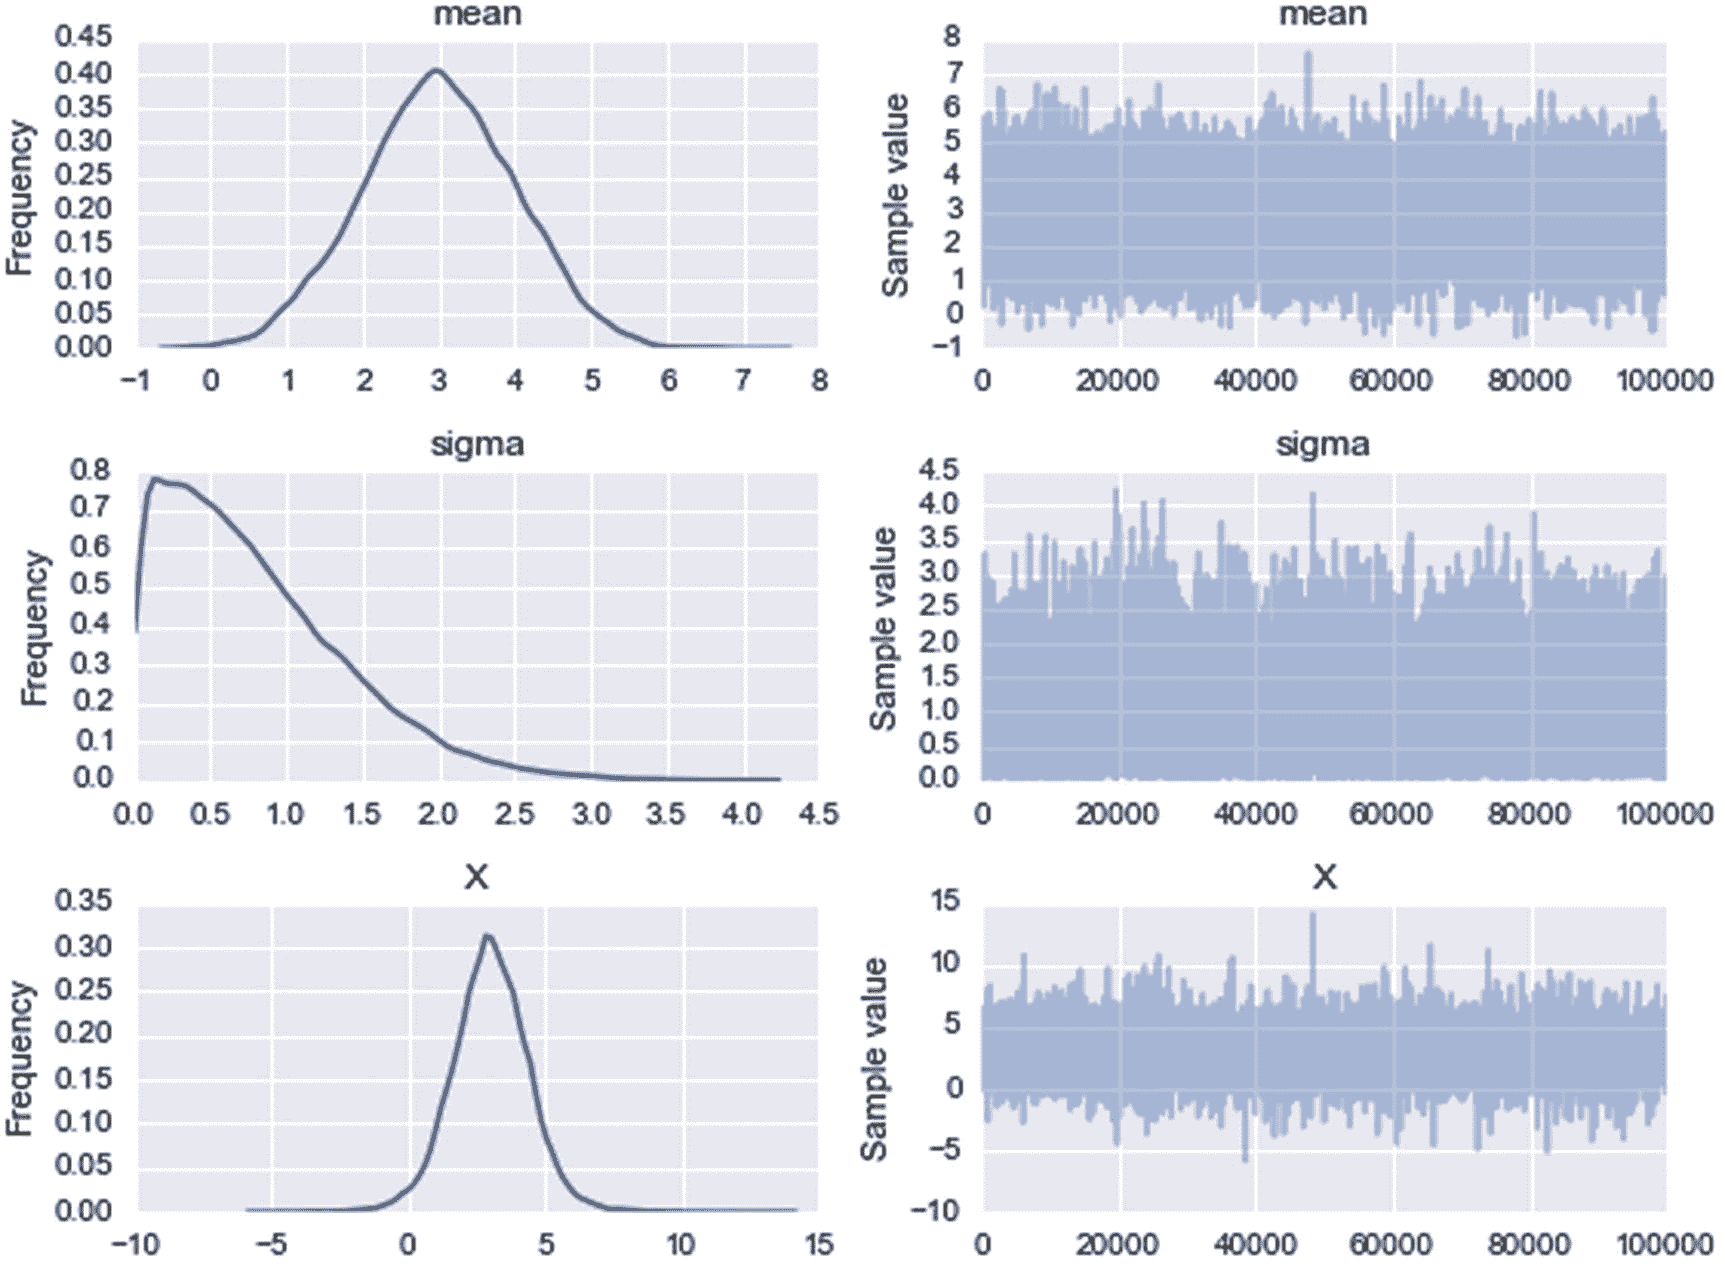 mean
0.45
0.40
0.35
0.30
0.25
0.20
0.15
0.10
0.05
0.00
Frequency
−1 0 1 2 3 4 5 6 7 8
mean
8
7
6
5
4
3
2
1
0
−1
Sample value
0 20000 40000 60000 80000 100000
sigma
0.8
0.7
0.6
0.5
0.4
0.3
0.2
0.1
0.0
Frequency
0.0 0.5 1.0 1.5 2.0 2.5 3.0 3.5 4.0 4.5
sigma
4.5
4.0
3.5
3.0
2.5
2.0
1.5
1.0
0.5
0.0
Sample value
0 20000 40000 60000 80000 100000
X
0.35
0.30
0.25
0.20
0.15
0.10
0.05
0.00
Frequency
−10 −5 0 5 10 15
X
15
10
5
0
−5
−10
Sample value
0 20000 40000 60000 80000 100000